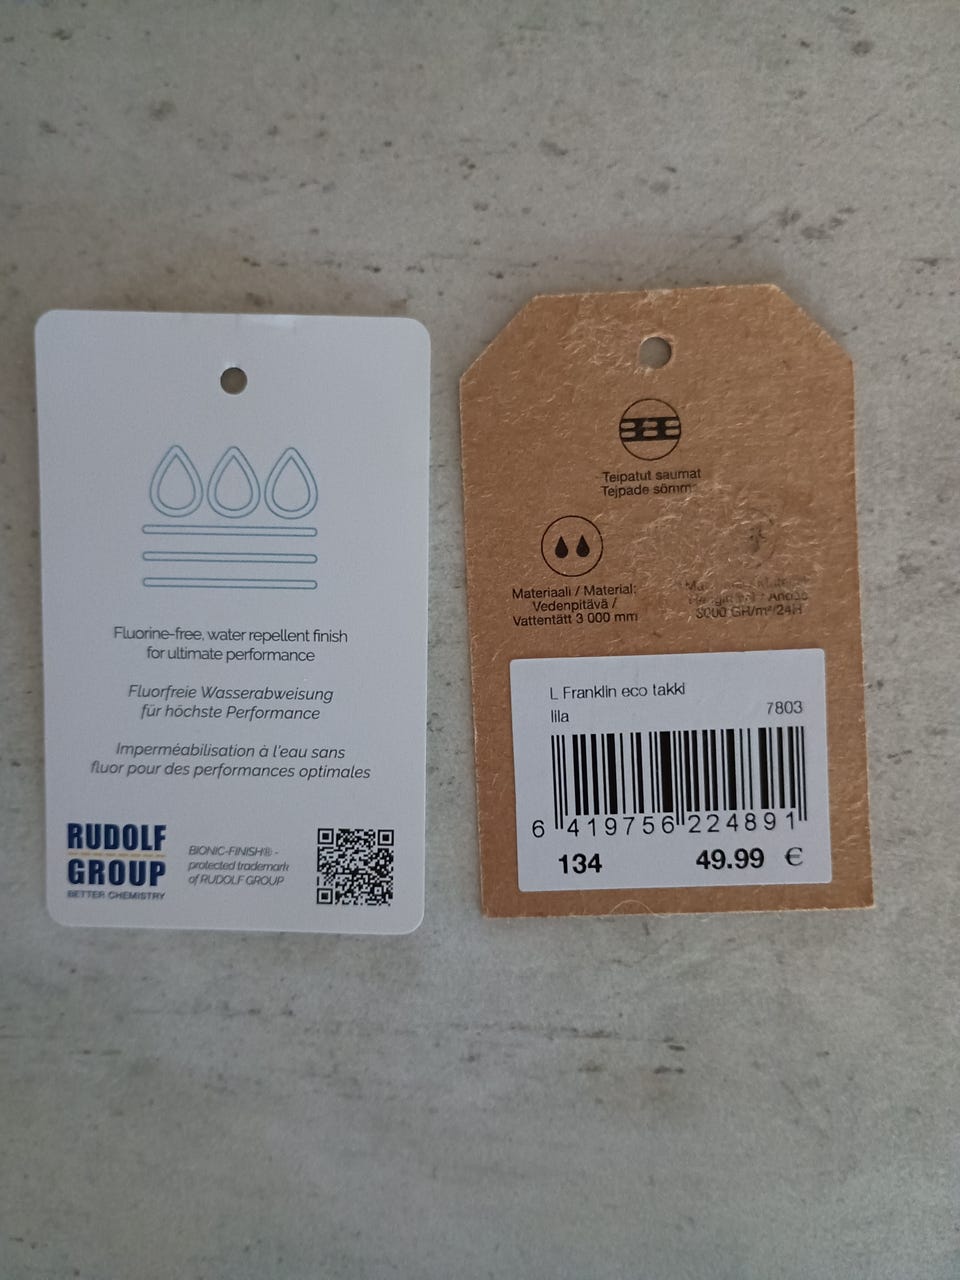 Fluorine-free, water repellent finish
for ultimate performance
Fluorfreie Wasserabweisung
für höchste Performance
Imperméabilisation à l'eau sans
fluor pour des performances optimales
RUDOLF
GROUP
BETTER CHEMISTRY
BIONIC-FINISH® -
protected trademark
of RUDOLF GROUP
Teipatut saumat
Tejpade sömm
Materiaali / Material:
Vedenpitävä /
Vattentätt 3 000 mm
3000 GR/m²/24H
L Franklin eco takki
lila
7803
6 419756 224891
134
49.99 €